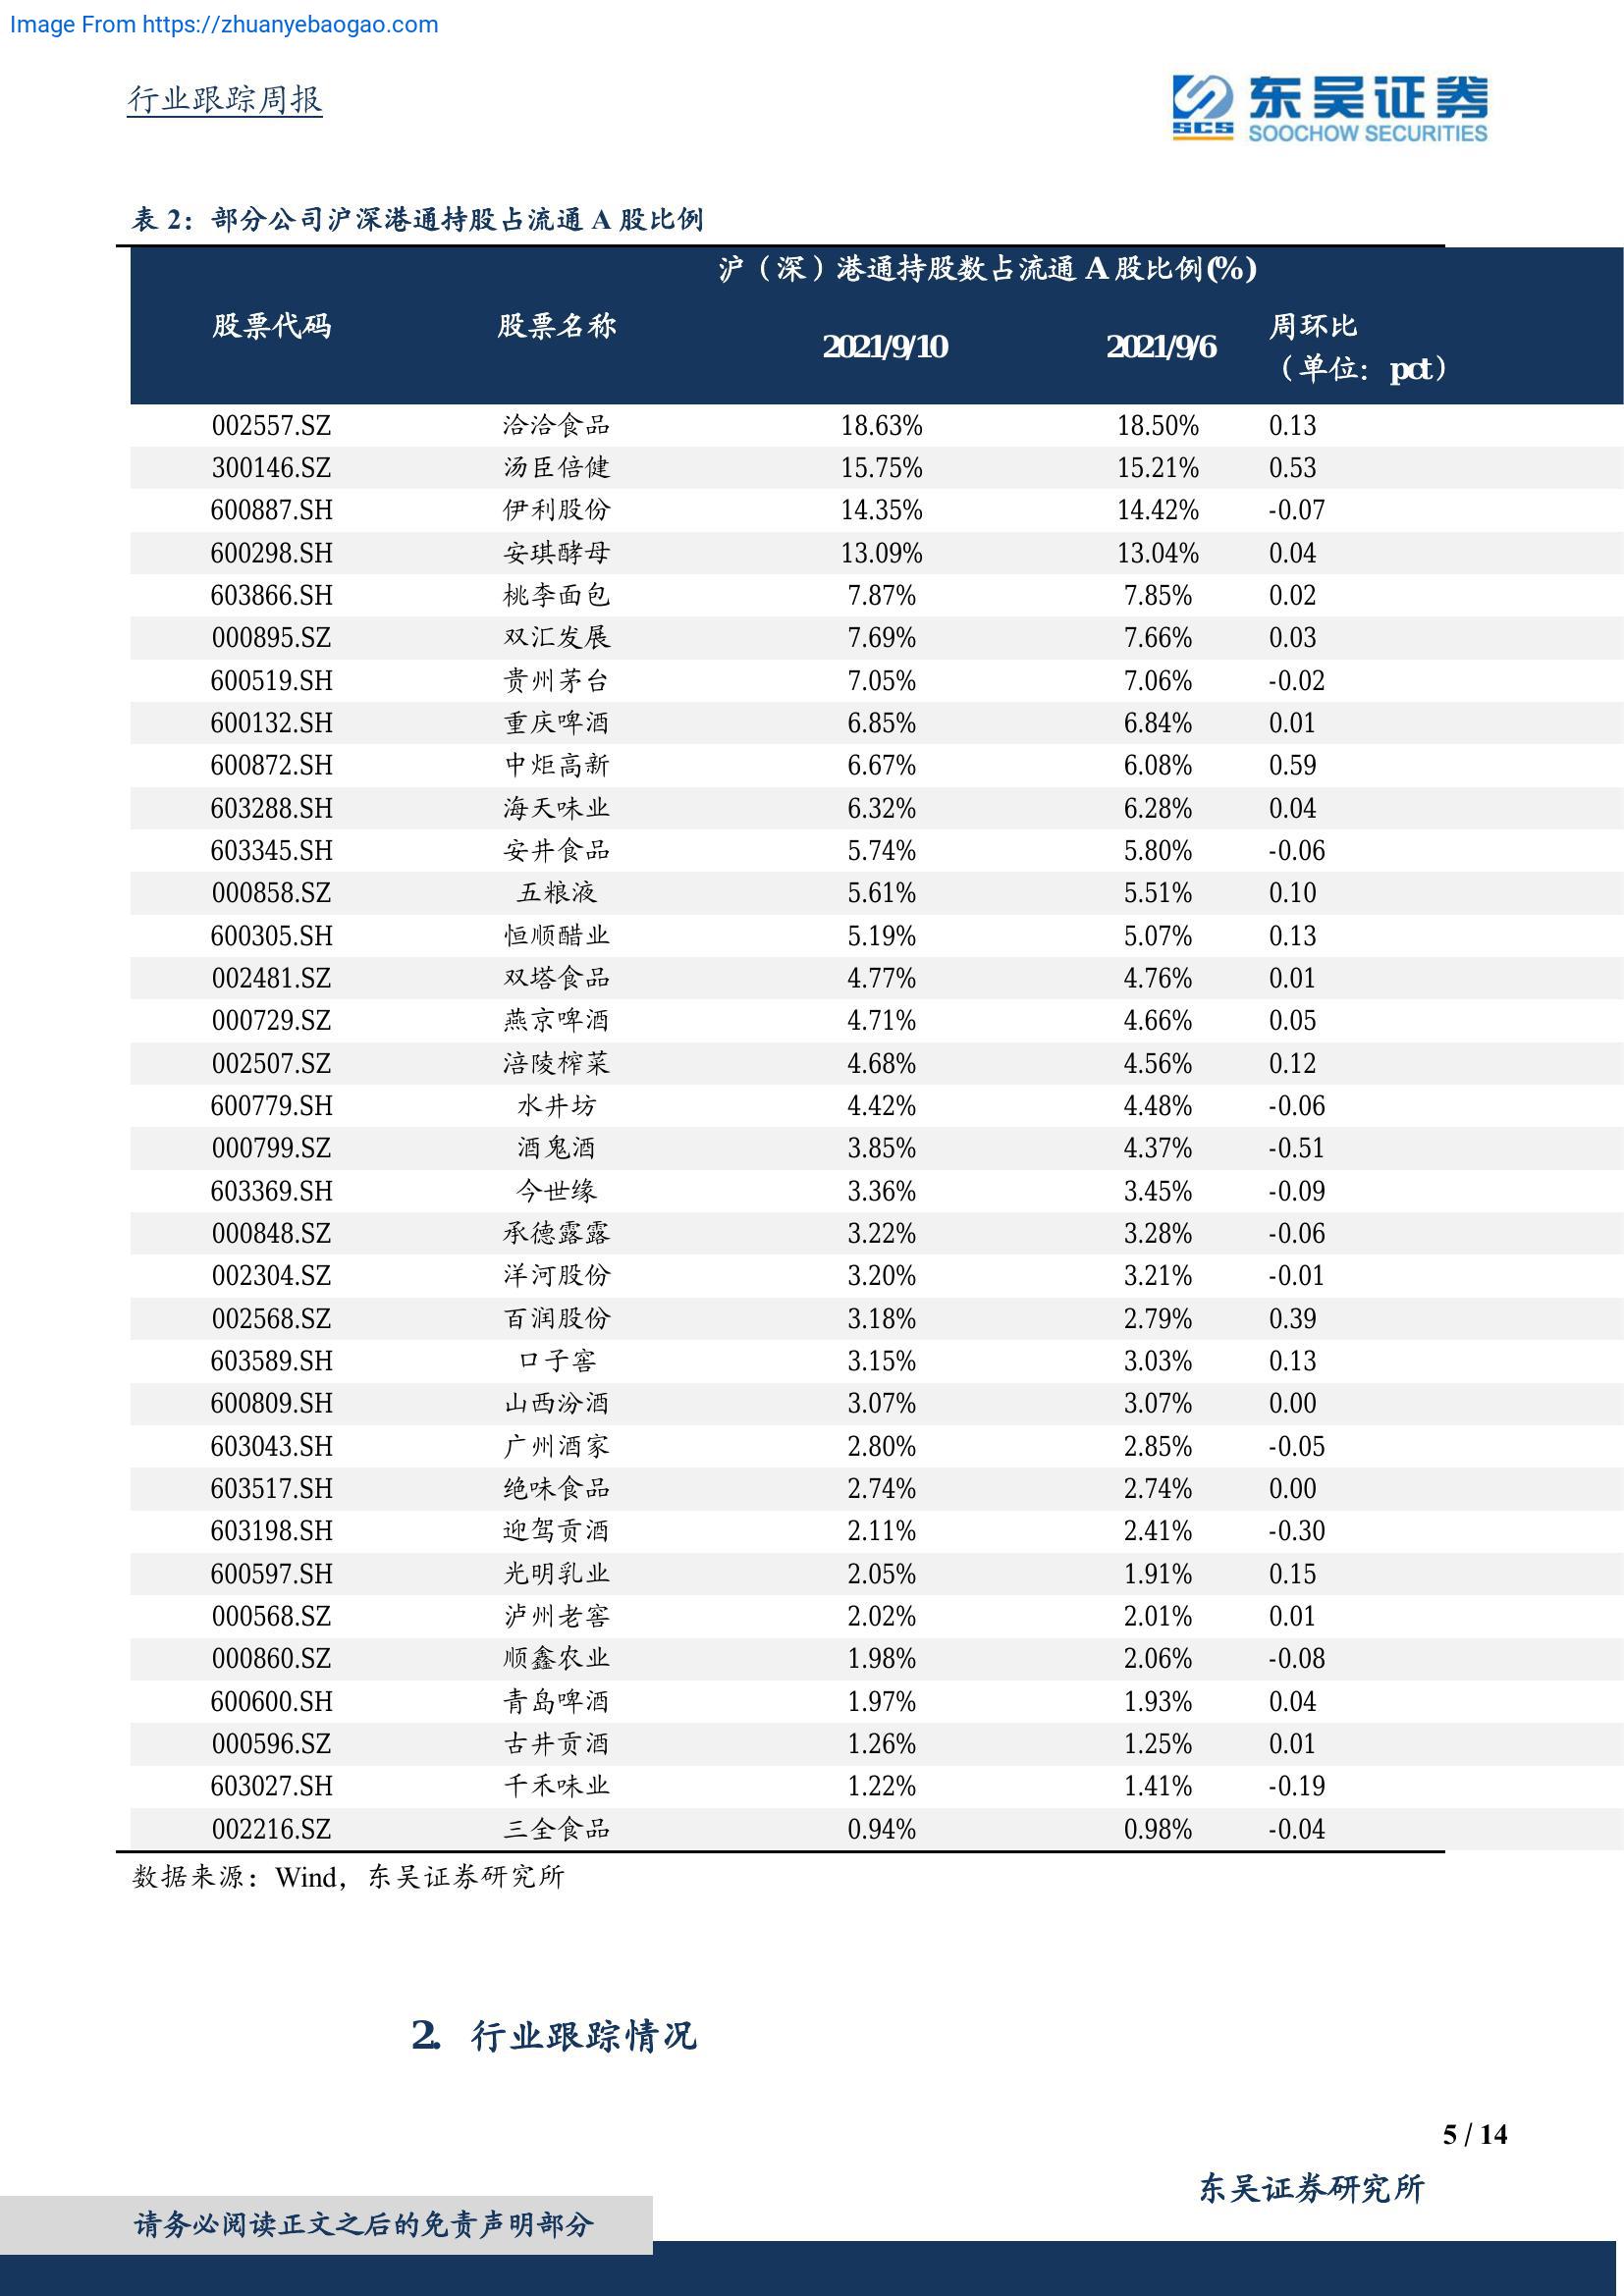 Image From https://zhuanyebaogao.com
行业跟踪周报
东吴证券
SCS SOOCHOW SECURITIES
表 2：部分公司沪深港通持股占流通 A 股比例
沪（深）港通持股数占流通 A 股比例(%)
股票代码 股票名称 2021/9/10 2021/9/6 周环比
（单位：pct）
002557.SZ 洽洽食品 18.63% 18.50% 0.13
300146.SZ 汤臣倍健 15.75% 15.21% 0.53
600887.SH 伊利股份 14.35% 14.42% -0.07
600298.SH 安琪酵母 13.09% 13.04% 0.04
603866.SH 桃李面包 7.87% 7.85% 0.02
000895.SZ 双汇发展 7.69% 7.66% 0.03
600519.SH 贵州茅台 7.05% 7.06% -0.02
600132.SH 重庆啤酒 6.85% 6.84% 0.01
600872.SH 中炬高新 6.67% 6.08% 0.59
603288.SH 海天味业 6.32% 6.28% 0.04
603345.SH 安井食品 5.74% 5.80% -0.06
000858.SZ 五粮液 5.61% 5.51% 0.10
600305.SH 恒顺醋业 5.19% 5.07% 0.13
002481.SZ 双塔食品 4.77% 4.76% 0.01
000729.SZ 燕京啤酒 4.71% 4.66% 0.05
002507.SZ 涪陵榨菜 4.68% 4.56% 0.12
600779.SH 水井坊 4.42% 4.48% -0.06
000799.SZ 酒鬼酒 3.85% 4.37% -0.51
603369.SH 今世缘 3.36% 3.45% -0.09
000848.SZ 承德露露 3.22% 3.28% -0.06
002304.SZ 洋河股份 3.20% 3.21% -0.01
002568.SZ 百润股份 3.18% 2.79% 0.39
603589.SH 口子窖 3.15% 3.03% 0.13
600809.SH 山西汾酒 3.07% 3.07% 0.00
603043.SH 广州酒家 2.80% 2.85% -0.05
603517.SH 绝味食品 2.74% 2.74% 0.00
603198.SH 迎驾贡酒 2.11% 2.41% -0.30
600597.SH 光明乳业 2.05% 1.91% 0.15
000568.SZ 泸州老窖 2.02% 2.01% 0.01
000860.SZ 顺鑫农业 1.98% 2.06% -0.08
600600.SH 青岛啤酒 1.97% 1.93% 0.04
000596.SZ 古井贡酒 1.26% 1.25% 0.01
603027.SH 千禾味业 1.22% 1.41% -0.19
002216.SZ 三全食品 0.94% 0.98% -0.04
数据来源：Wind，东吴证券研究所
2. 行业跟踪情况
5 / 14
东吴证券研究所
请务必阅读正文之后的免责声明部分